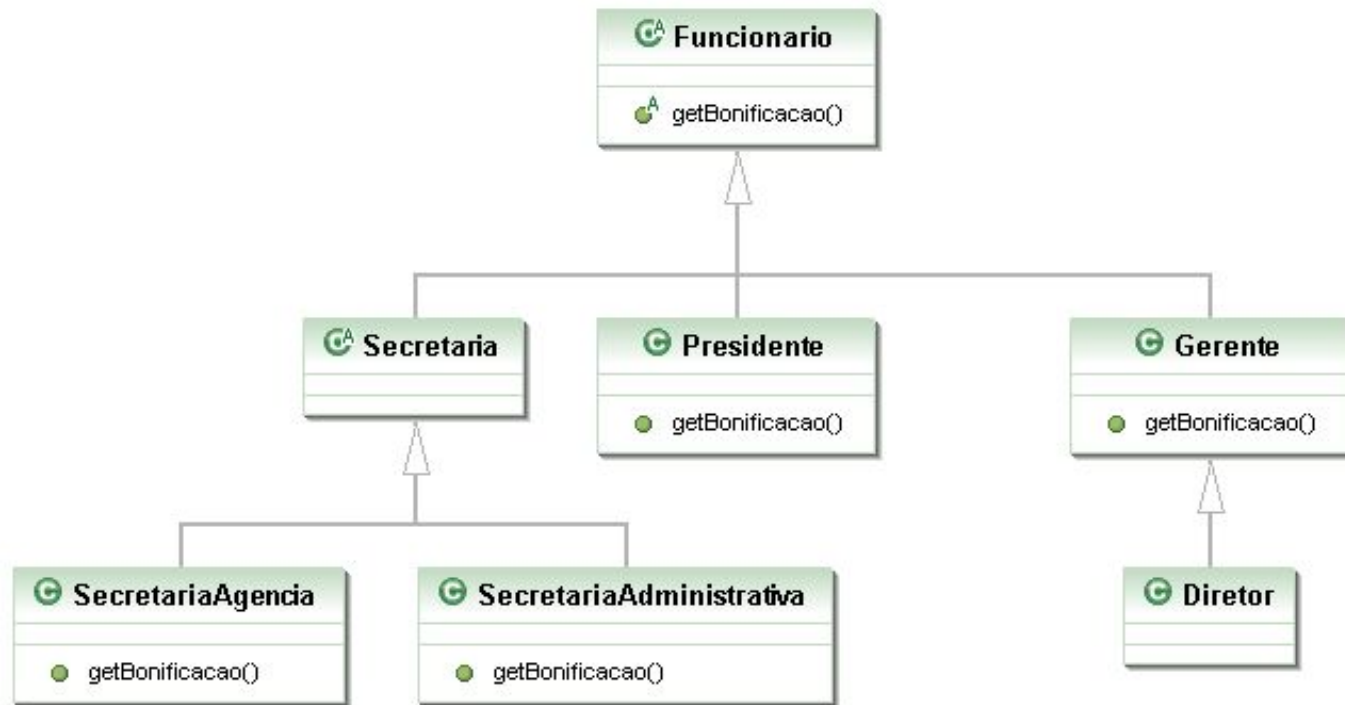 Funcionario
getBonificacao()
Secretaria
Presidente
getBonificacao()
Gerente
getBonificacao()
SecretariaAgencia
getBonificacao()
SecretariaAdministrativa
getBonificacao()
Diretor